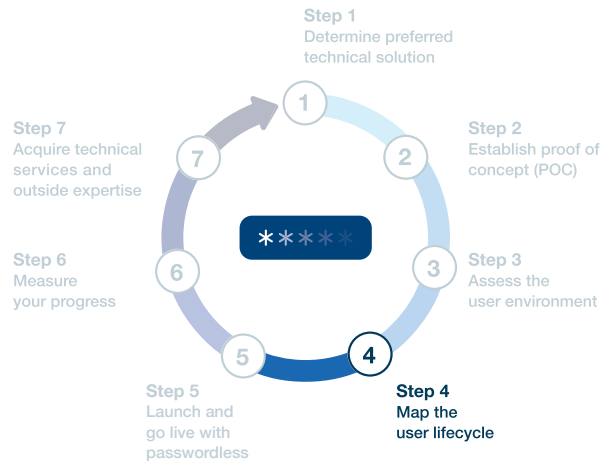 Step 1
Determine preferred
technical solution
1
Step 2
Establish proof of
concept (POC)
2
Step 3
Assess the
user environment
3
Step 4
Map the
user lifecycle
4
Step 5
Launch and
go live with
passwordless
5
Step 6
Measure
your progress
6
Step 7
Acquire technical
services and
outside expertise
7
*****